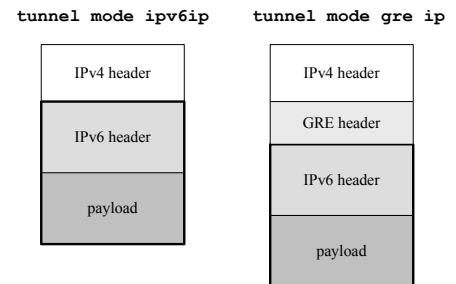 tunnel mode ipv6ip
IPv4 header
IPv6 header
payload
tunnel mode gre ip
IPv4 header
GRE header
IPv6 header
payload